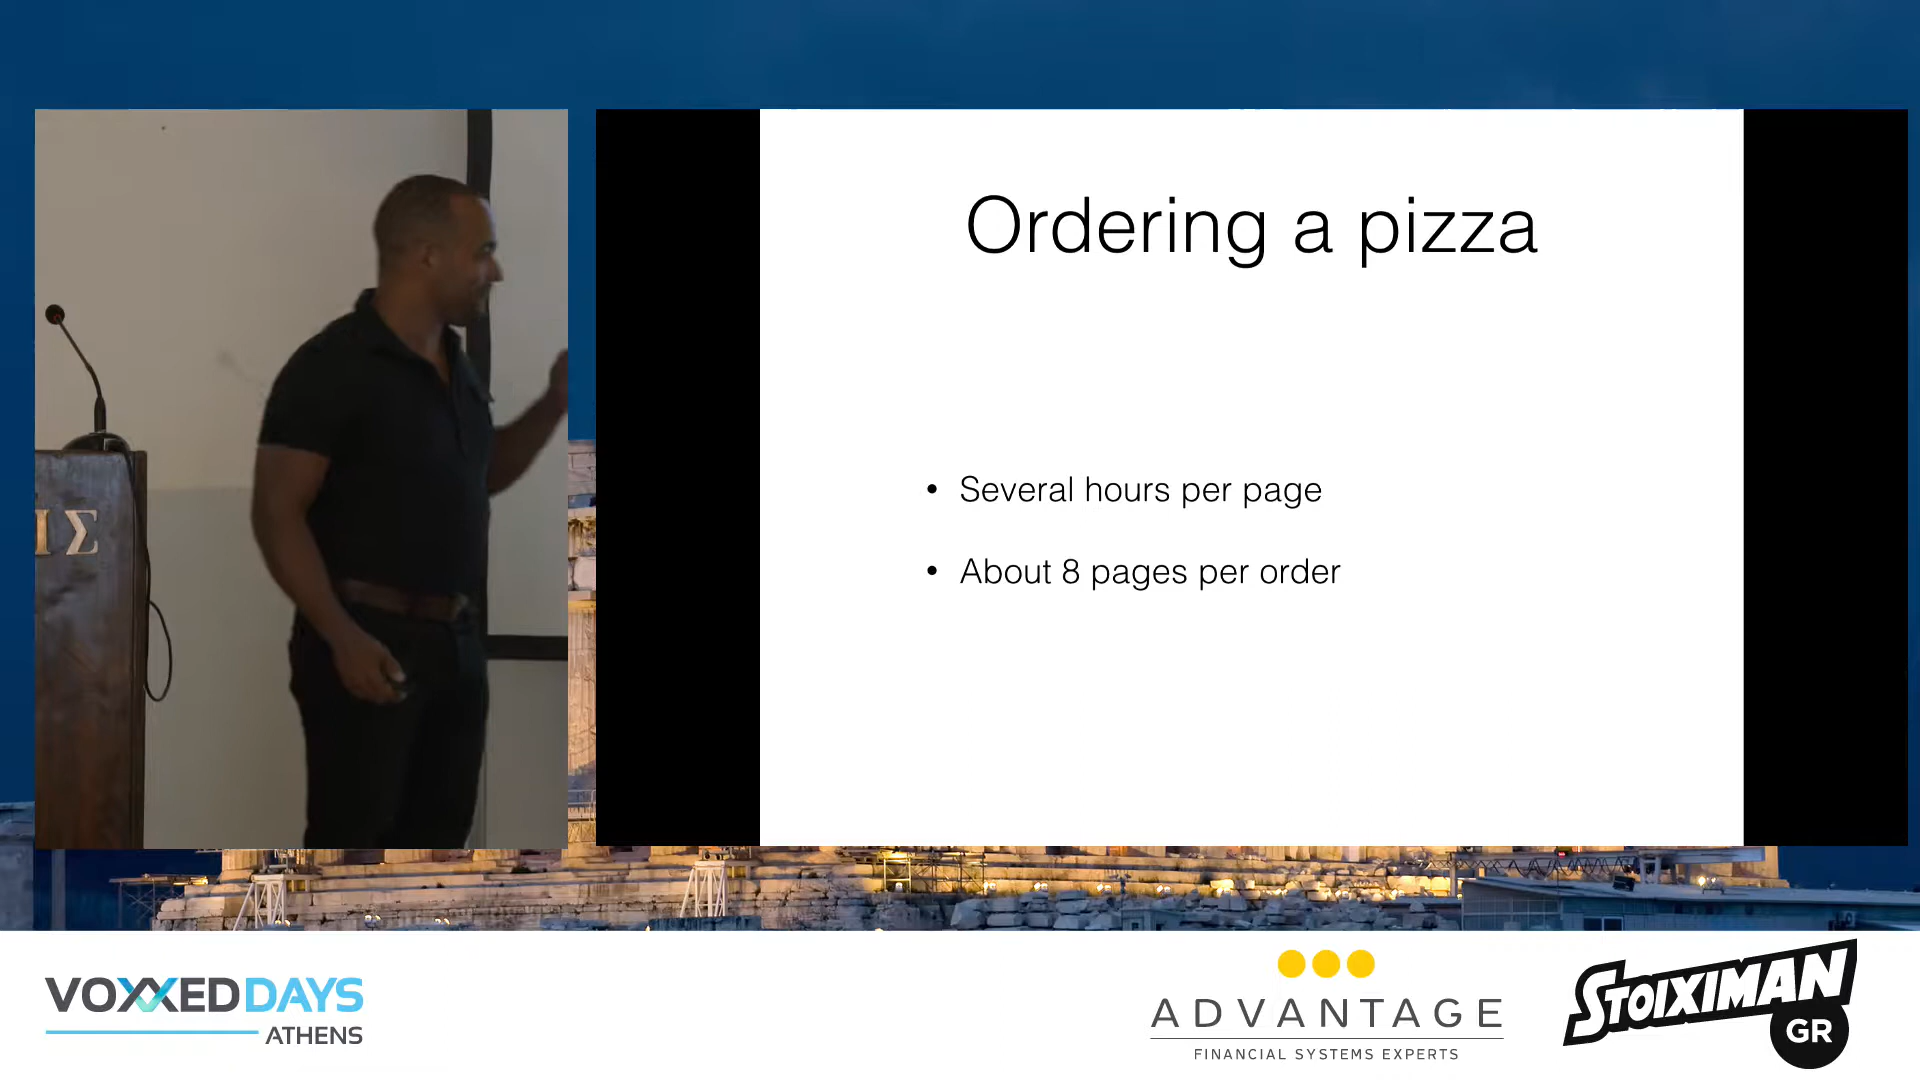 Ordering a pizza
• Several hours per page
• About 8 pages per order
ΙΣ
VOXXEDDAYS
ATHENS
ADVANTAGE
FINANCIAL SYSTEMS EXPERTS
STOIXIMAN
GR